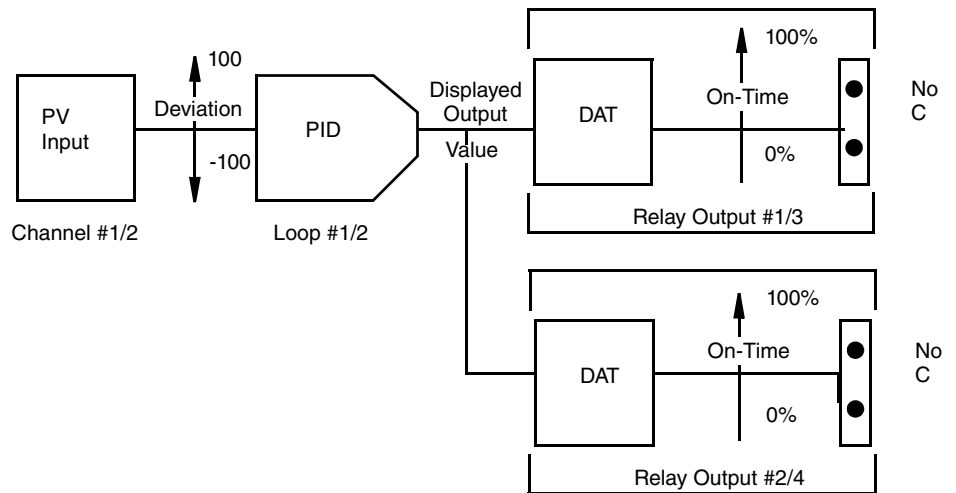 PV
Input
Channel #1/2
100
Deviation
-100
PID
Loop #1/2
Displayed
Output
Value
DAT
100%
On-Time
0%
No
C
Relay Output #1/3
DAT
100%
On-Time
0%
No
C
Relay Output #2/4